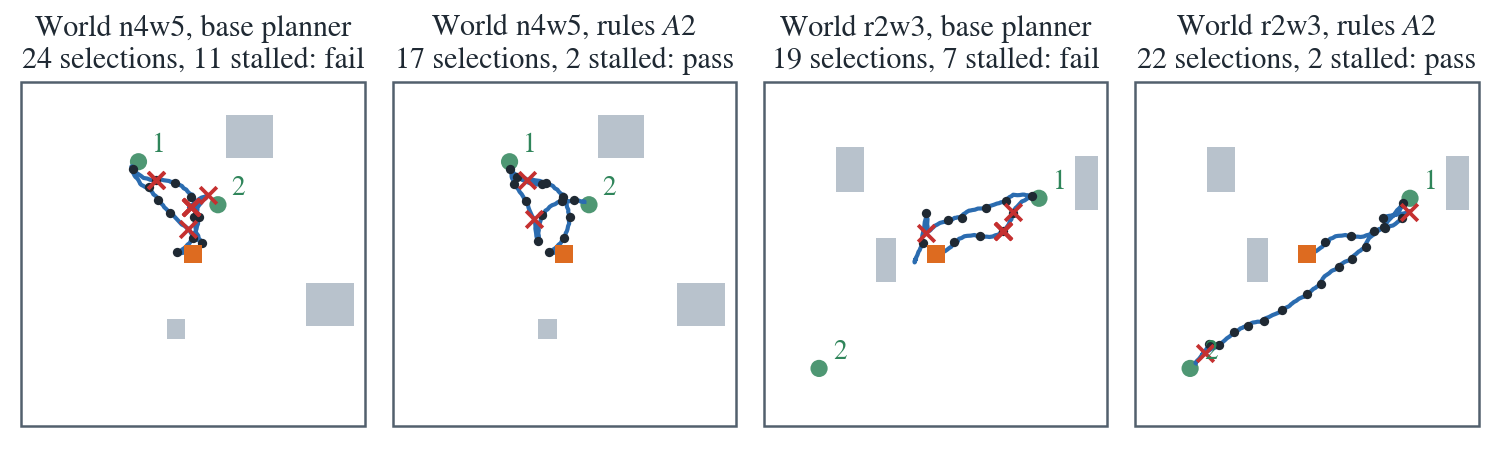 World n4w5, base planner
24 selections, 11 stalled: fail
World n4w5, rules A2
17 selections, 2 stalled: pass
World r2w3, base planner
19 selections, 7 stalled: fail
World r2w3, rules A2
22 selections, 2 stalled: pass
1
2
1
2
1
2
1
2